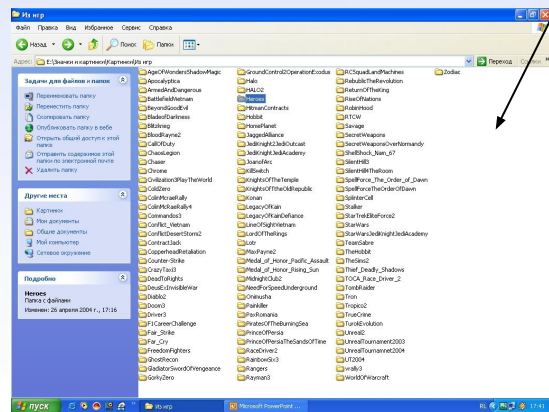 Из игр
Файл Правка Вид Избранное Сервис Справка
Назад Поиск Папки
Адрес: E:\Значки и картинки\Картинки\Из игр Переход Ссылки
Задачи для файлов и папок
Переименовать папку
Переместить папку
Скопировать папку
Опубликовать папку в вебе
Открыть общий доступ к этой
папке
Отправить содержимое этой
папки по электронной почте
Удалить папку
Другие места
Картинки
Мои документы
Общие документы
Мой компьютер
Сетевое окружение
Подробно
Heroes
Папка с файлами
Изменен: 26 апреля 2004 г., 17:16
AgeOfWondersShadowMagic
Apocalyptica
ArmedAndDangerous
BattlefieldVietnam
BeyondGoodEvil
BladeofDarkness
Blitzkrieg
BloodRayne2
CallOfDuty
ChaosLegion
Chaser
Chrome
Civilization3PlayTheWorld
ColdZero
ColinMcraeRally
ColinMcRaeRally4
Commandos3
Conflict_Vietnam
ConflictDesertStorm2
ContractJack
CopperheadRetaliation
Counter-Strike
CrazyTaxi3
DeadToRights
DeusExInvisibleWar
Diablo2
Doom3
Driver3
F1CareerChallenge
Fair_Strike
Far_Cry
FreedomFighters
GhostRecon
GladiatorSwordOfVengeance
GorkyZero
GroundControl2OperationExodus
Halo
HALO2
Heroes
HitmanContracts
Hobbit
HomePlanet
JaggedAlliance
JediKnight2JediOutcast
JediKnightJediAcademy
JoanofArc
KillSwitch
KnightsOfTheTemple
KnightsOfTheOldRepublic
Konan
LegacyOfKain
LegacyOfKainDefiance
LineOfSightVietnam
LordOfTheRings
Lotr
MaxPayne2
Medal_of_Honor_Pacific_Assault
Medal_of_Honor_Rising_Sun
MidnightClub2
NeedForSpeedUnderground
Onimusha
Painkiller
PaxRomania
PiratesOfTheBurningSea
PrinceOfPersia
PrinceOfPersiaTheSandsOfTime
RaceDriver2
RainbowSix3
Rangers
Rayman3
RCSquadLandMachines
RebublicTheRevolution
ReturnOfTheKing
RiseOfNations
RobinHood
RTCW
Savage
SecretWeapons
SecretWeaponsOverNormandy
ShellShock_Nam_67
SilentHill3
SilentHill4TheRoom
SpellForce_The_Order_of_Dawn
SpellForceTheOrderOfDawn
SplinterCell
Stalker
StarTrekEliteForce2
StarWars
StarWarsJediKnightJediAcademy
TeamSabre
TheHobbit
TheSims2
Thief_Deadly_Shadows
TOCA_Race_Driver_2
TombRaider
Tron
Tropico2
TrueCrime
TurokEvolution
Unreal2
UnrealTournament2003
UnrealTournamnet2004
UT2004
vrally3
WorldOfWarcraft
Zodiac
пуск Из игр Microsoft PowerPoint ... RL 17:41